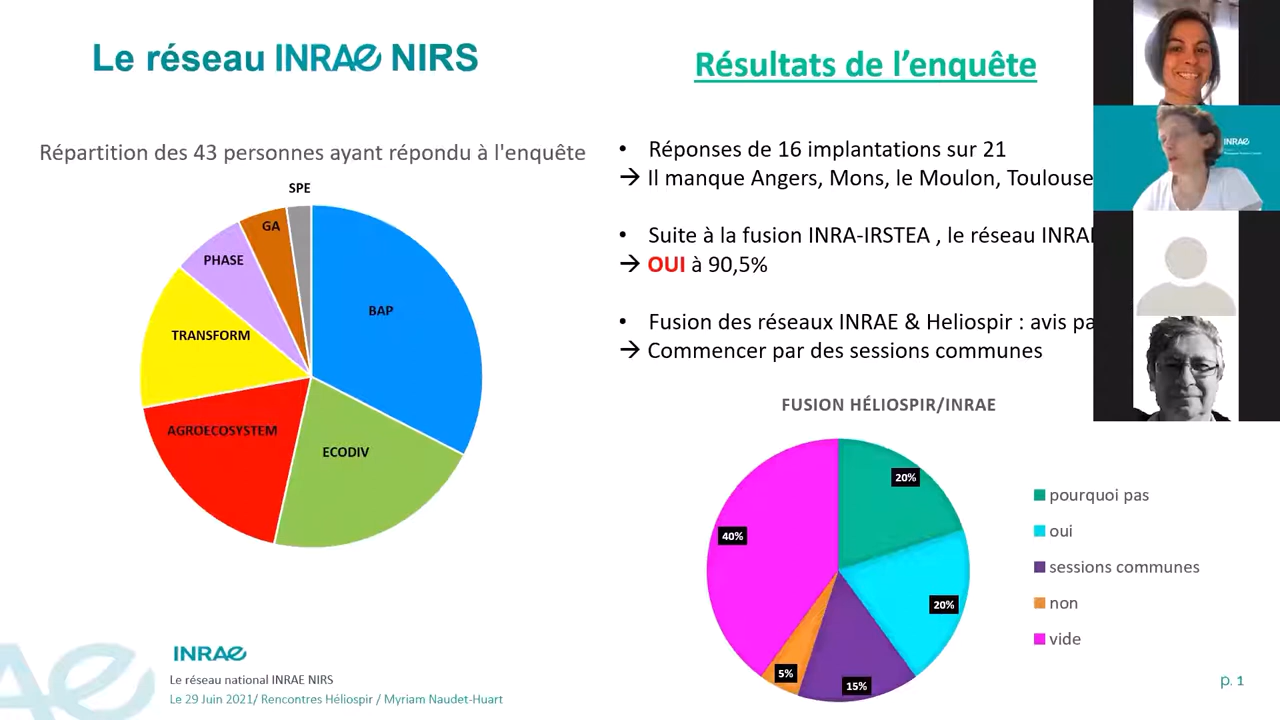 Le réseau INRAE NIRS
Résultats de l'enquête
Répartition des 43 personnes ayant répondu à l'enquête
SPE
GA
PHASE
BAP
TRANSFORM
AGROECOSYSTEM
ECODIV
• Réponses de 16 implantations sur 21
→ Il manque Angers, Mons, le Moulon, Toulouse
• Suite à la fusion INRA-IRSTEA , le réseau
→ OUI à 90,5%
• Fusion des réseaux INRAE & Heliospir : avis
→ Commencer par des sessions communes
FUSION HÉLIOSPIR/INRAE
20%
40%
20%
5%
15%
pourquoi pas
oui
sessions communes
non
vide
INRAE
INRAE
Le réseau national INRAE NIRS
Le 29 Juin 2021/ Rencontres Héliospir / Myriam Naudet-Huart
p. 1